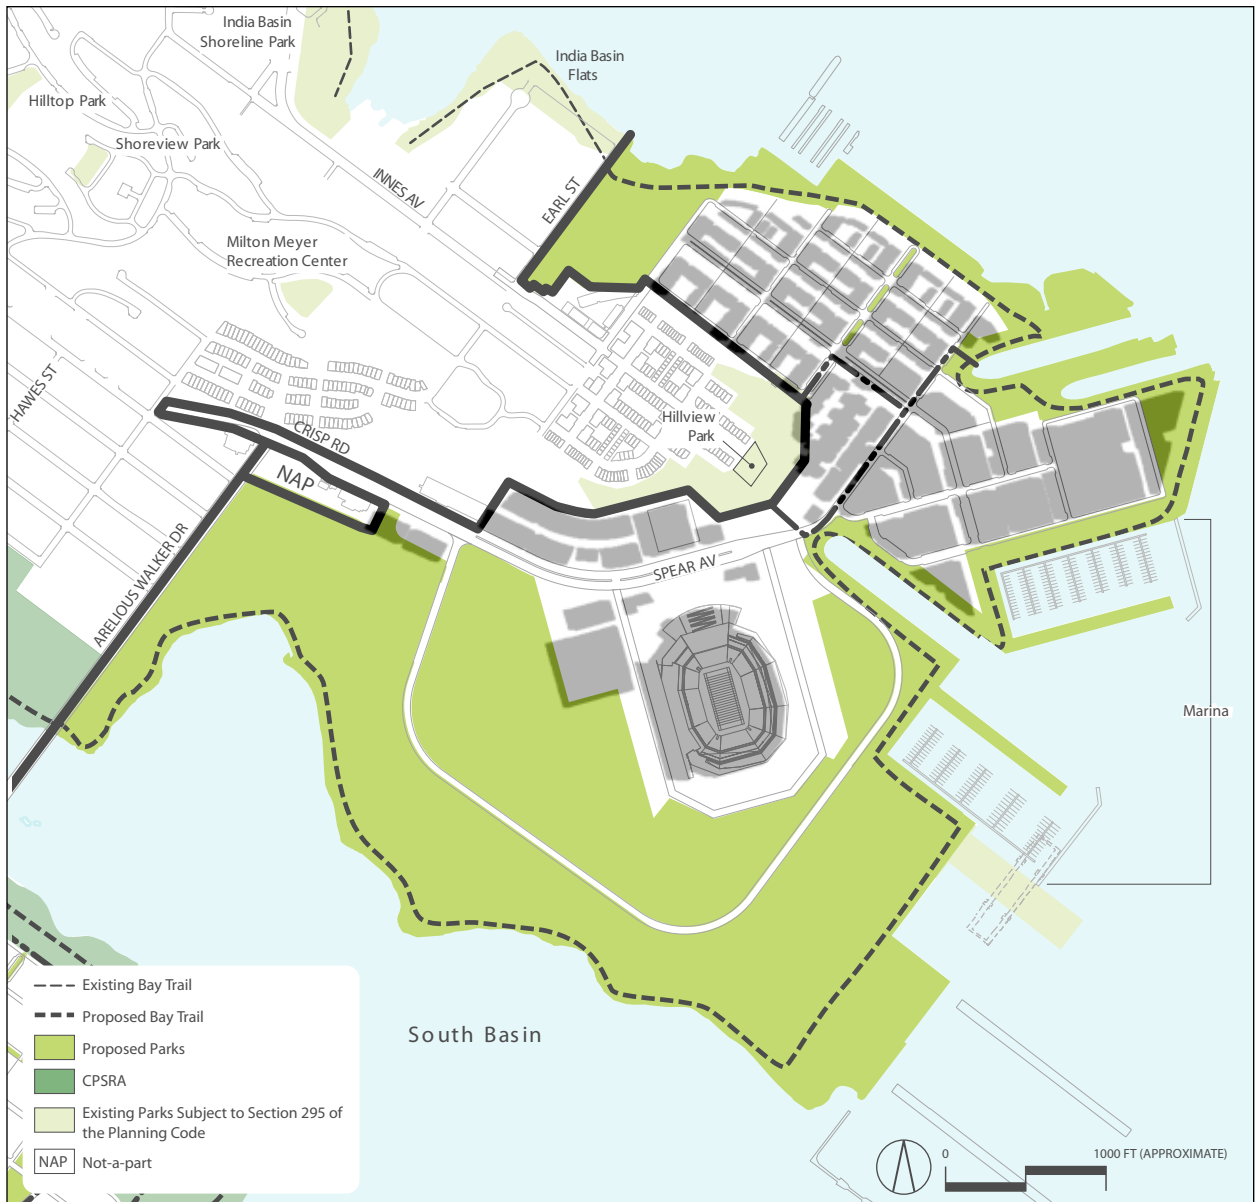 India Basin
Shoreline Park
India Basin
Flats
Hilltop Park
Shoreview Park
INNES AV
EARL ST
Milton Meyer
Recreation Center
HAWES ST
Hillview
Park
CRISP RD
NAP
ARELIOUS WALKER DR
SPEAR AV
Marina
South Basin
Existing Bay Trail
Proposed Bay Trail
Proposed Parks
CPSRA
Existing Parks Subject to Section 295 of
the Planning Code
NAP Not-a-part
0 1000 FT (APPROXIMATE)